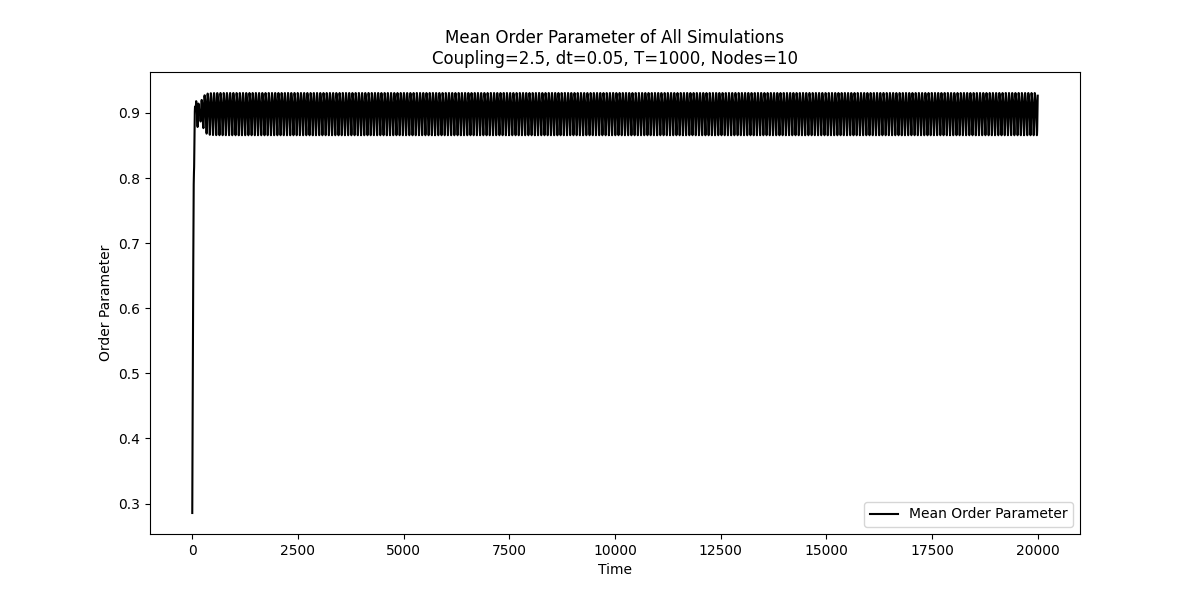 Mean Order Parameter of All Simulations
Coupling=2.5, dt=0.05, T=1000, Nodes=10
Order Parameter
0.9
0.8
0.7
0.6
0.5
0.4
0.3
Mean Order Parameter
0 2500 5000 7500 10000 12500 15000 17500 20000
Time